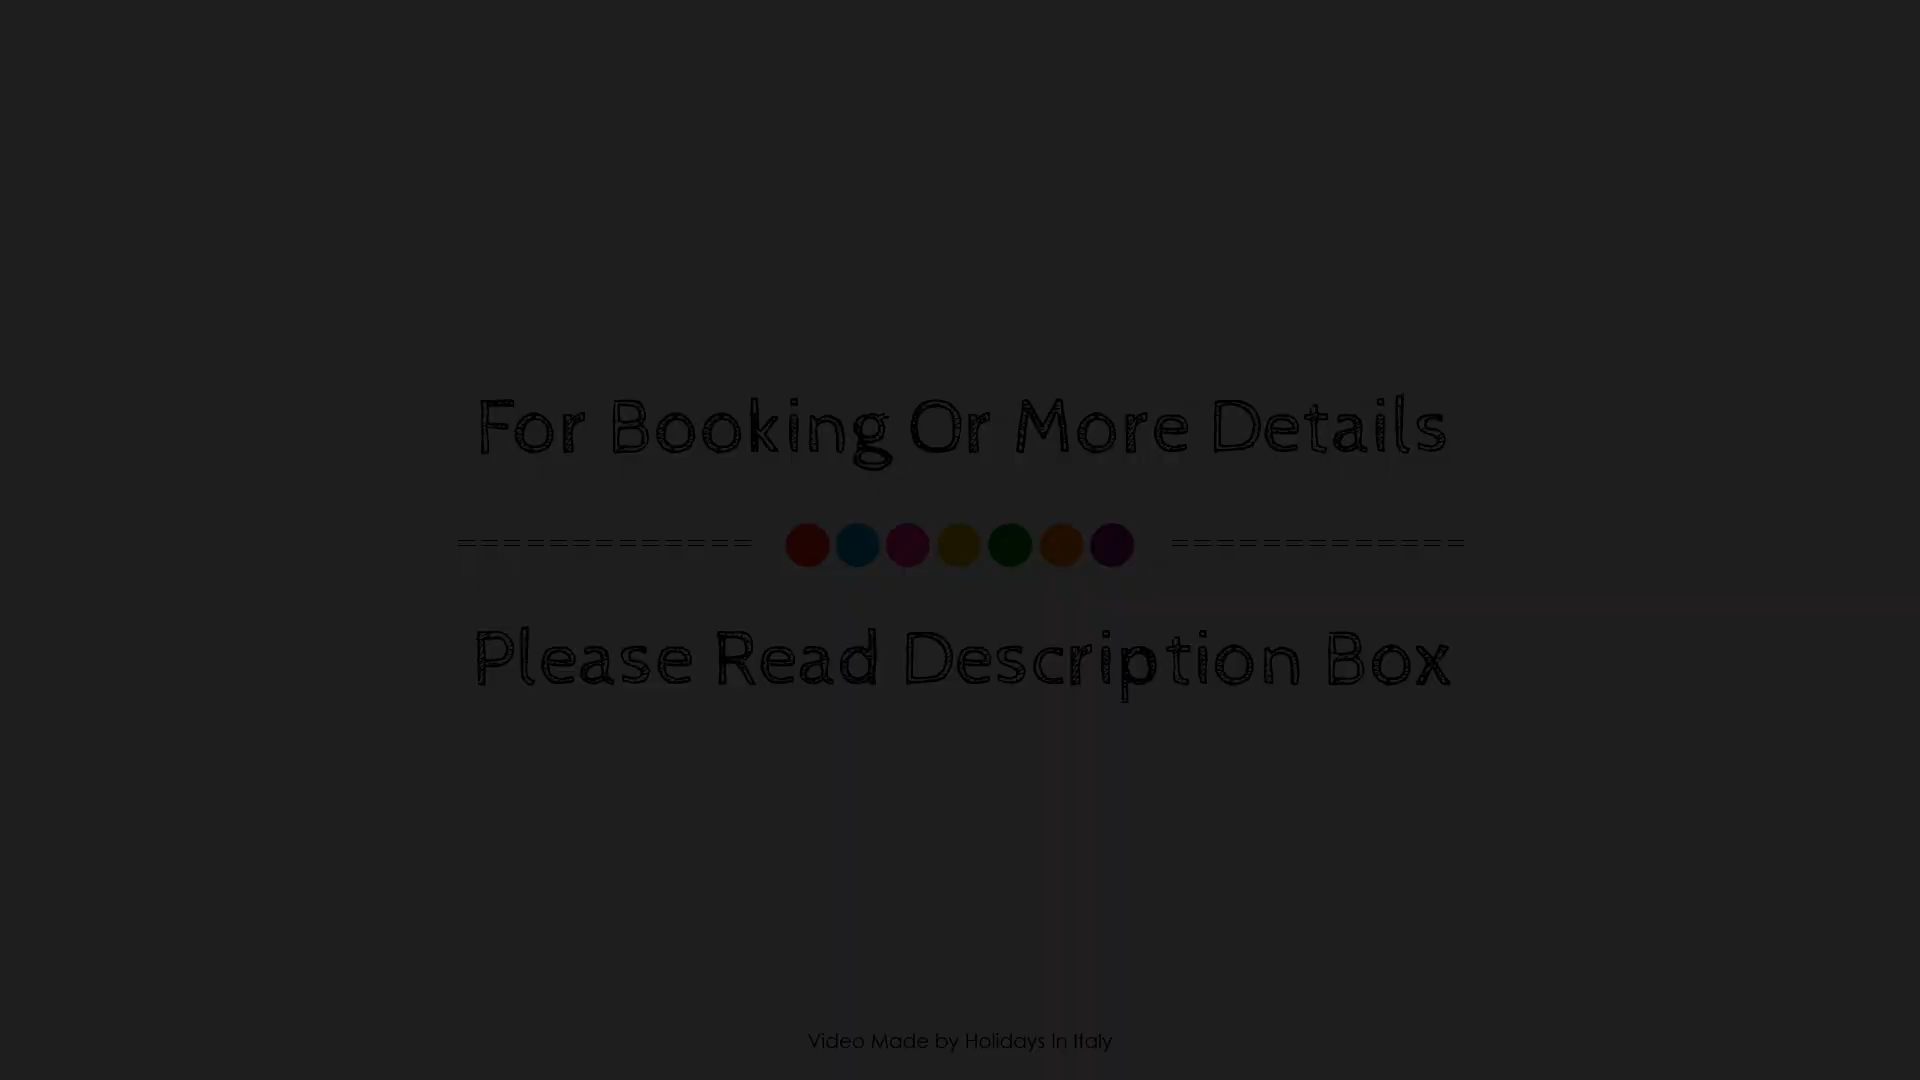 For Booking Or More Details
============= =============
Please Read Description Box
Video Made by Holidays In Italy